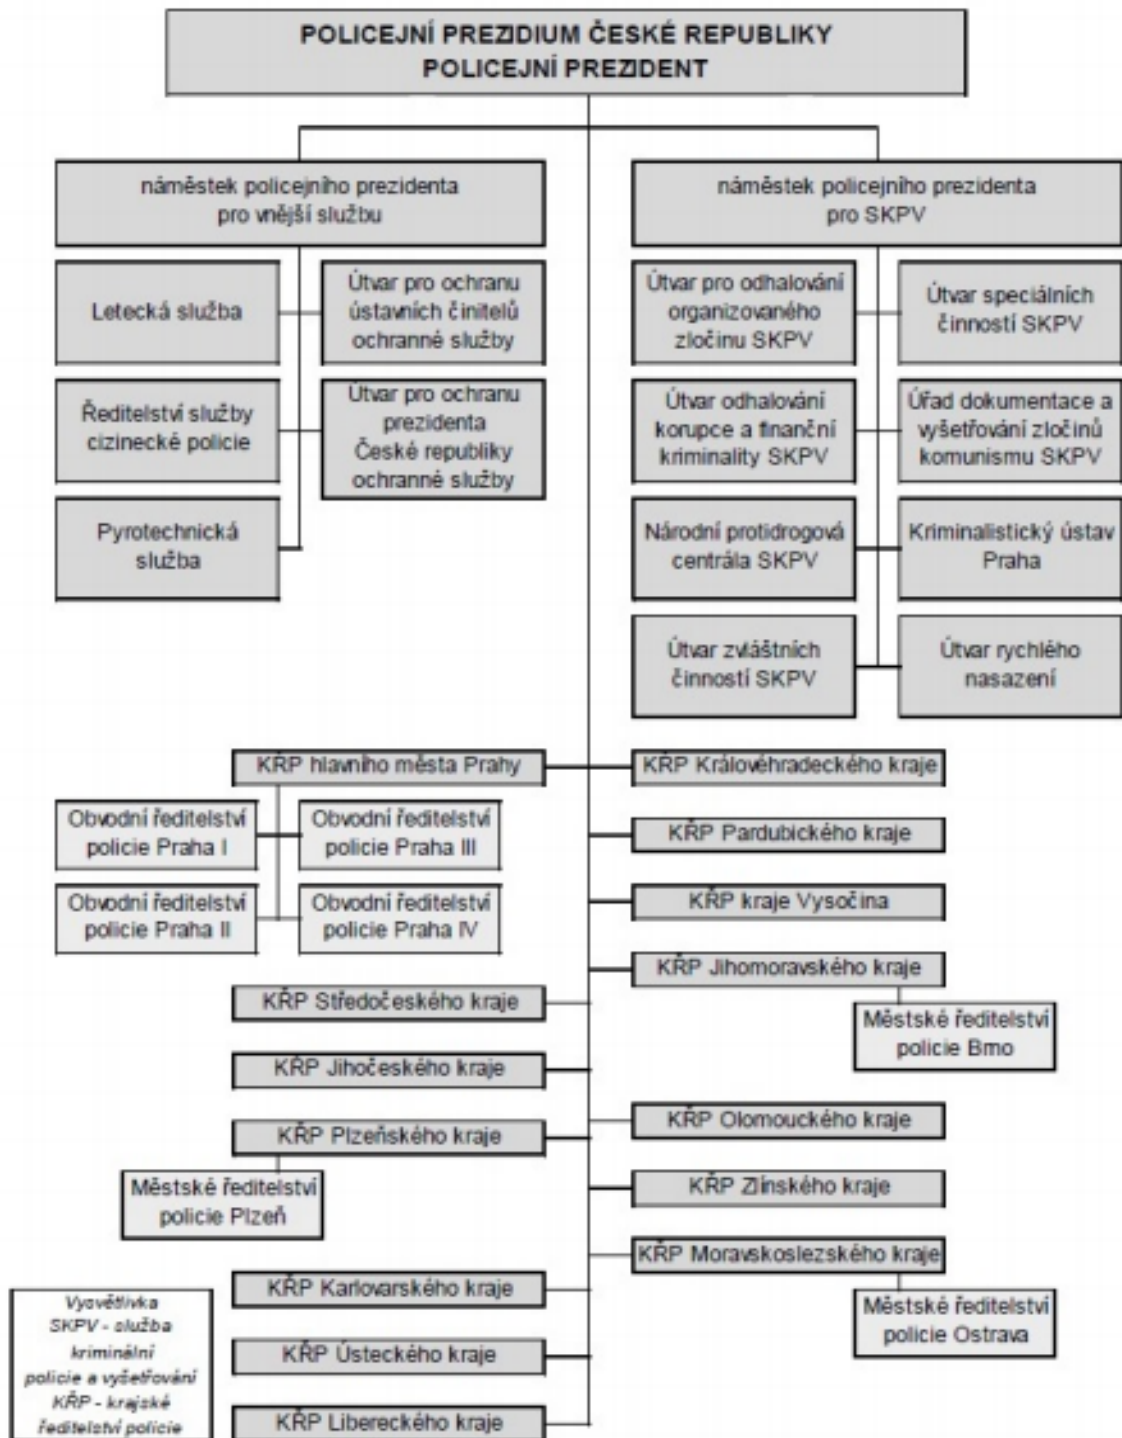 POLICEJNÍ PREZIDIUM ČESKÉ REPUBLIKY
POLICEJNÍ PREZIDENT
náměstek policejního prezidenta
pro vnější službu
náměstek policejního prezidenta
pro SKPV
Letecká služba
Útvar pro ochranu
ústavních činitelů
ochranné služby
Útvar pro odhalování
organizovaného
zločinu SKPV
Útvar speciálních
činností SKPV
Ředitelství služby
cizinecké policie
Útvar pro ochranu
prezidenta
České republiky
ochranné služby
Útvar odhalování
korupce a finanční
kriminality SKPV
Úřad dokumentace a
vyšetřování zločinů
komunismu SKPV
Pyrotechnická
služba
Národní protidrogová
centrála SKPV
Kriminalistický ústav
Praha
Útvar zvláštních
činností SKPV
Útvar rychlého
nasazení
KŘP hlavního města Prahy
KŘP Královéhradeckého kraje
Obvodní ředitelství
policie Praha I
Obvodní ředitelství
policie Praha III
KŘP Pardubického kraje
Obvodní ředitelství
policie Praha II
Obvodní ředitelství
policie Praha IV
KŘP kraje Vysočina
KŘP Jihomoravského kraje
KŘP Středočeského kraje
Městské ředitelství
policie Brno
KŘP Jihočeského kraje
KŘP Olomouckého kraje
KŘP Plzeňského kraje
Městské ředitelství
policie Plzeň
KŘP Zlínského kraje
KŘP Moravskoslezského kraje
KŘP Karlovarského kraje
Městské ředitelství
policie Ostrava
KŘP Ústeckého kraje
KŘP Libereckého kraje
Vysvětlivka
SKPV - služba
kriminální
policie a vyšetřování
KŘP - krajské
ředitelství policie